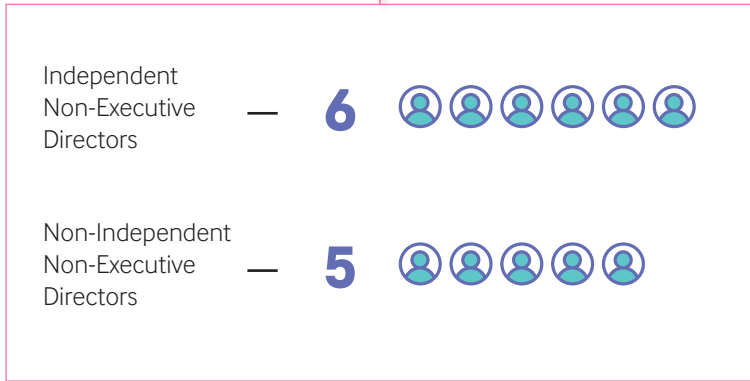 Independent
Non-Executive
Directors
— 6
Non-Independent
Non-Executive
Directors
— 5